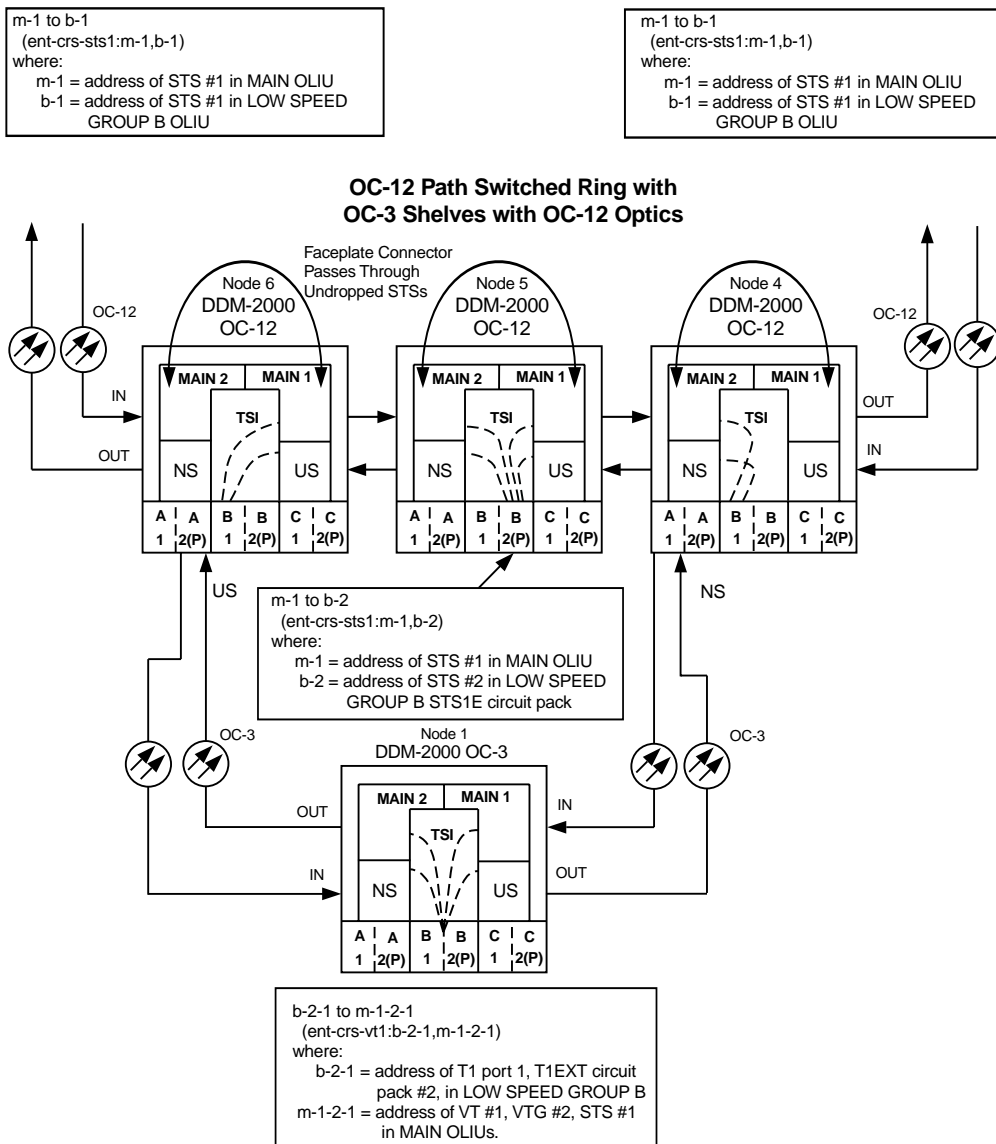 m-1 to b-1
(ent-crs-sts1:m-1,b-1)
where:
m-1 = address of STS #1 in MAIN OLIU
b-1 = address of STS #1 in LOW SPEED
GROUP B OLIU
m-1 to b-1
(ent-crs-sts1:m-1,b-1)
where:
m-1 = address of STS #1 in MAIN OLIU
b-1 = address of STS #1 in LOW SPEED
GROUP B OLIU
OC-12 Path Switched Ring with
OC-3 Shelves with OC-12 Optics
Faceplate Connector
Passes Through
Undropped STSs
OC-12
IN
OUT
Node 6
DDM-2000
OC-12
MAIN 2 MAIN 1
TSI
NS US
A A B B C C
1 2(P) 1 2(P) 1 2(P)
Node 5
DDM-2000
OC-12
MAIN 2 MAIN 1
TSI
NS US
A A B B C C
1 2(P) 1 2(P) 1 2(P)
Node 4
DDM-2000
OC-12
MAIN 2 MAIN 1
TSI
NS US
A A B B C C
1 2(P) 1 2(P) 1 2(P)
OC-12
OUT
IN
US
NS
m-1 to b-2
(ent-crs-sts1:m-1,b-2)
where:
m-1 = address of STS #1 in MAIN OLIU
b-2 = address of STS #2 in LOW SPEED
GROUP B STS1E circuit pack
OC-3
OC-3
Node 1
DDM-2000 OC-3
OUT
IN
IN
OUT
MAIN 2 MAIN 1
TSI
NS US
A A B B C C
1 2(P) 1 2(P) 1 2(P)
b-2-1 to m-1-2-1
(ent-crs-vt1:b-2-1,m-1-2-1)
where:
b-2-1 = address of T1 port 1, T1EXT circuit
pack #2, in LOW SPEED GROUP B
m-1-2-1 = address of VT #1, VTG #2, STS #1
in MAIN OLIUs.